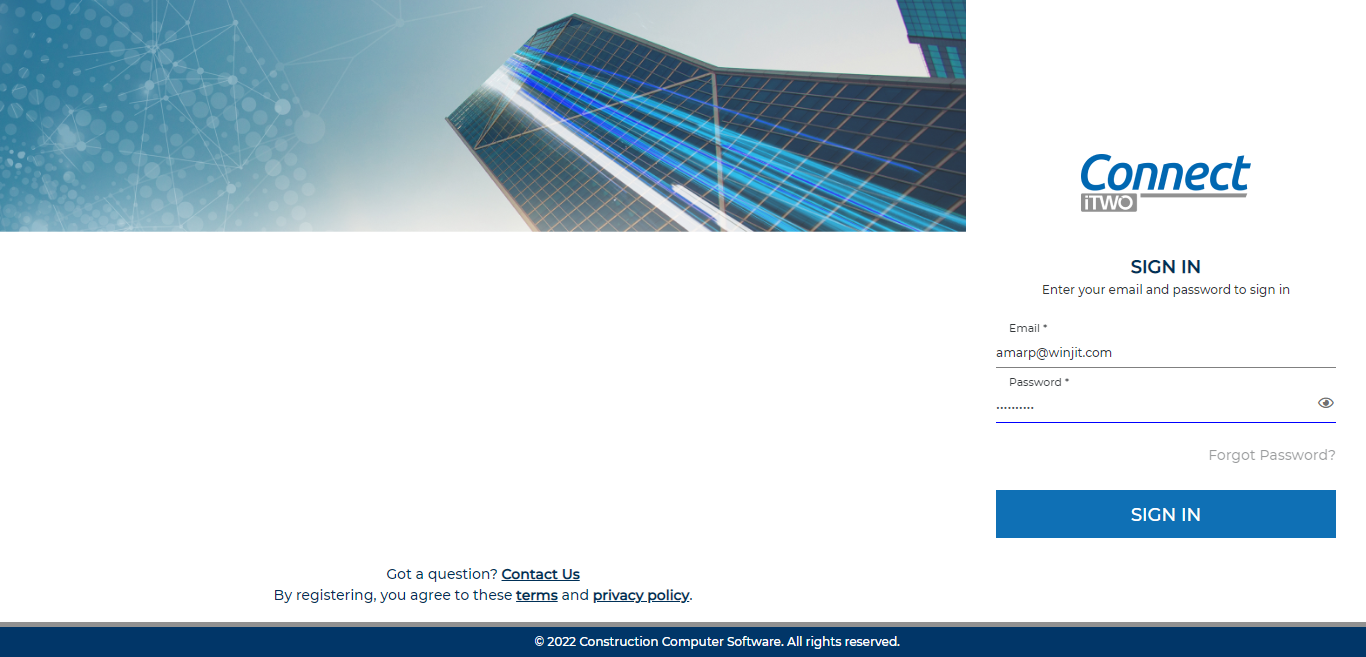 Connect
iTWO
SIGN IN
Enter your email and password to sign in
Email *
amarp@winjit.com
Password *
··········
Forgot Password?
SIGN IN
Got a question? Contact Us
By registering, you agree to these terms and privacy policy.
© 2022 Construction Computer Software. All rights reserved.